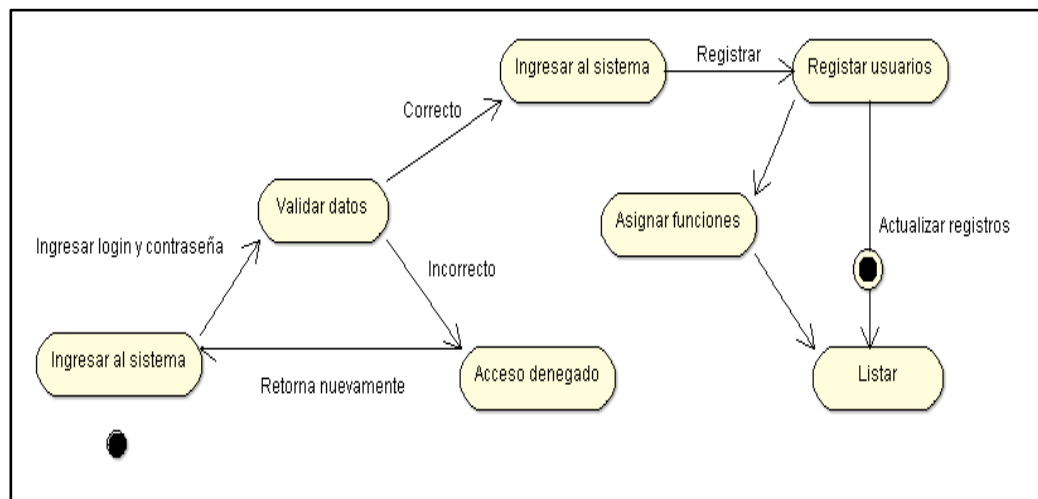 Ingresar al sistema
Registrar
Registar usuarios
Correcto
Validar datos
Asignar funciones
Actualizar registros
Ingresar login y contraseña
Incorrecto
Ingresar al sistema
Retorna nuevamente
Acceso denegado
Listar